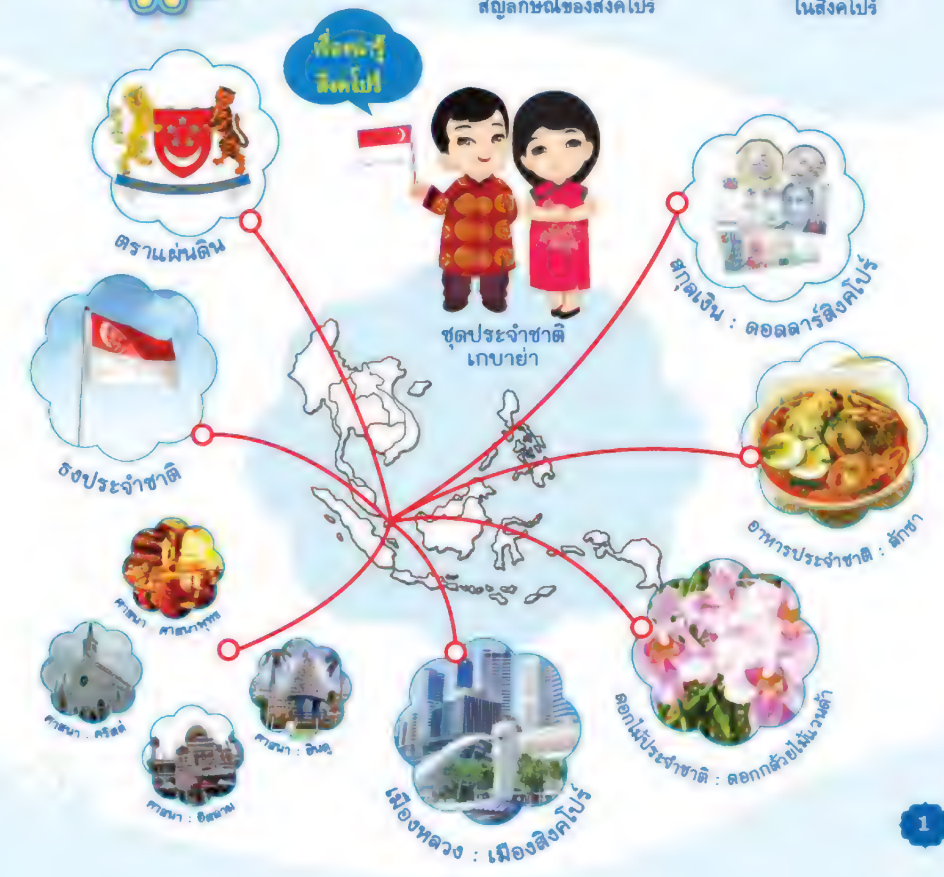 สัญลักษณ์ของสิงคโปร์
ในสิงคโปร์
สิงคโปร์
ตราแผ่นดิน
ชุดประจำชาติ
เกบาย่า
สกุลเงิน : ดอลลาร์สิงคโปร์
ธงประจำชาติ
อาหารประจำชาติ : ลักซา
ศาสนา : ศาสนาพุทธ
ศาสนา : คริสต์
ศาสนา : ฮินดู
ศาสนา : อิสลาม
เมืองหลวง : เมืองสิงคโปร์
ดอกไม้ประจำชาติ : ดอกกล้วยไม้แวนด้า
1